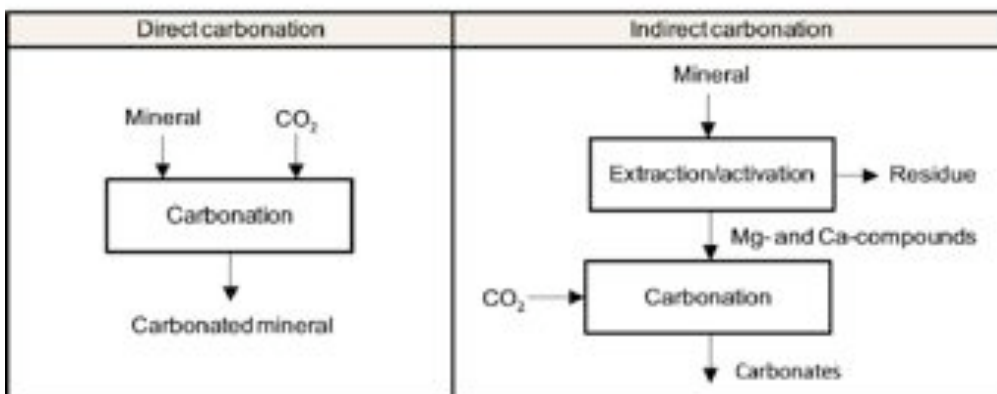 Direct carbonation
Mineral
CO₂
Carbonation
Carbonated mineral
Indirect carbonation
Mineral
Extraction/activation
Residue
Mg- and Ca-compounds
CO₂
Carbonation
Carbonates